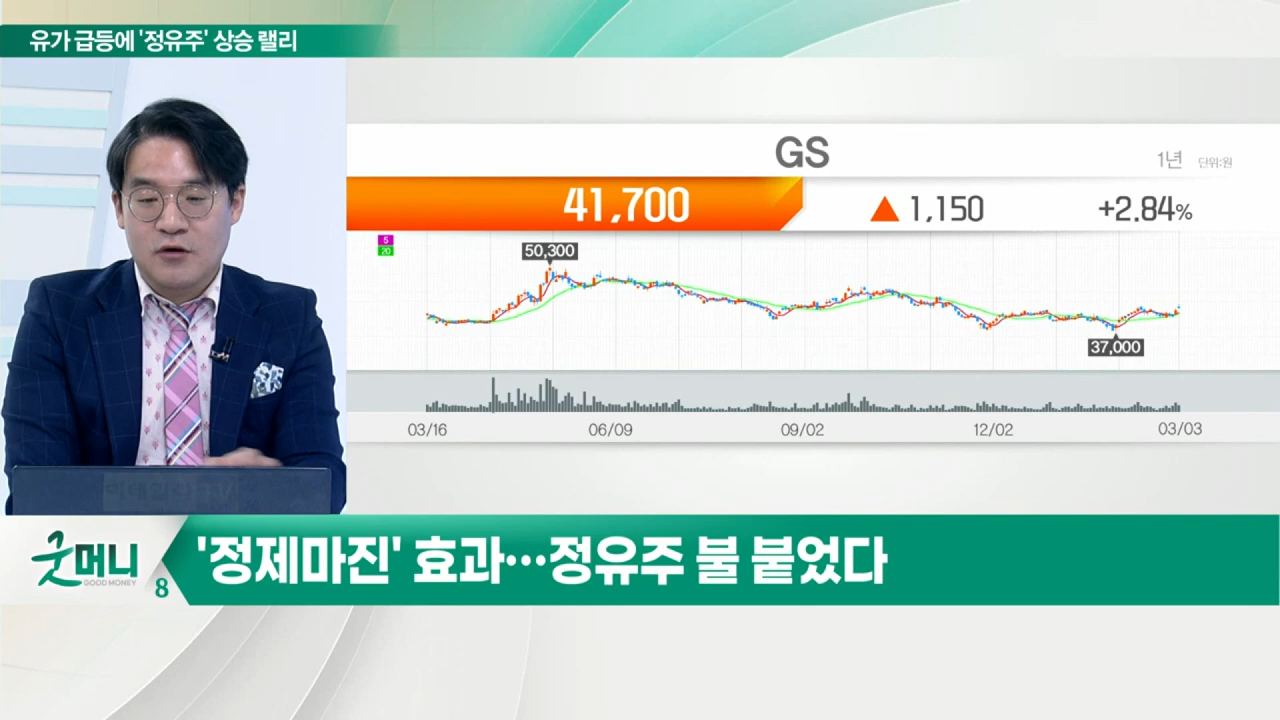 유가 급등에 '정유주' 상승 랠리
GS
1년 단위:원
41,700 ▲ 1,150 +2.84%
5
20
50,300
37,000
03/16 06/09 09/02 12/02 03/03
굿머니
GOOD MONEY
8
'정제마진' 효과…정유주 불 붙었다